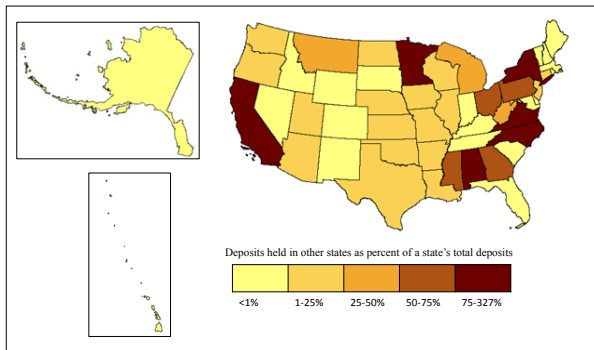 Deposits held in other states as percent of a state's total deposits
<1% 1-25% 25-50% 50-75% 75-327%